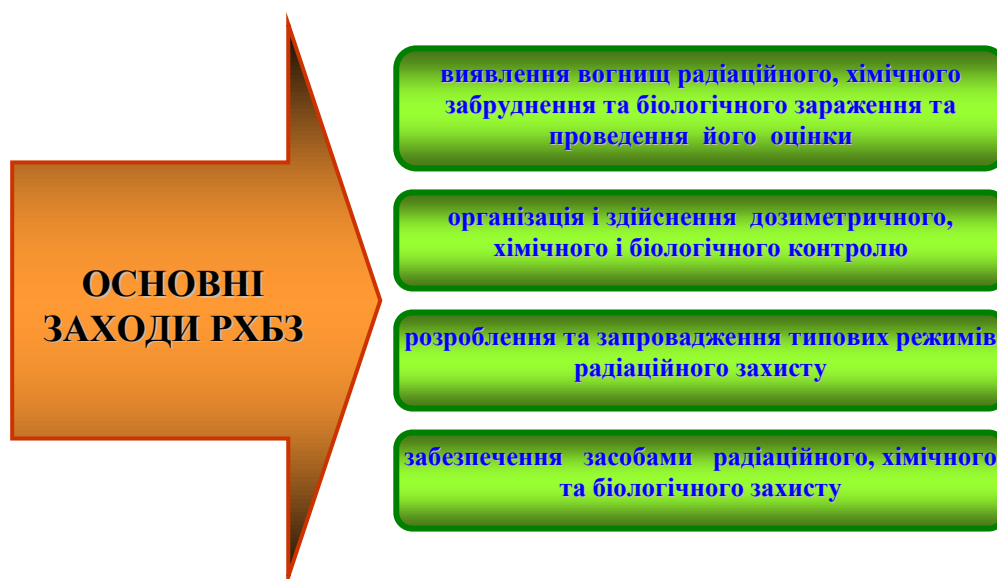 ОСНОВНІ
ЗАХОДИ РХБЗ
виявлення вогнищ радіаційного, хімічного
забруднення та біологічного зараження та
проведення його оцінки
організація і здійснення дозиметричного,
хімічного і біологічного контролю
розроблення та запровадження типових режимів
радіаційного захисту
забезпечення засобами радіаційного, хімічного
та біологічного захисту